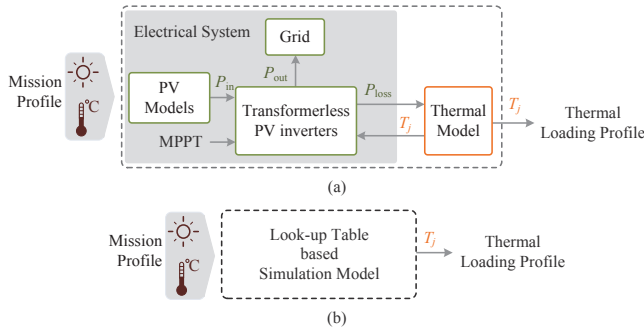 Electrical System
Grid
Mission
Profile
°C
PV
Models
P_in
P_out
MPPT
Transformerless
PV inverters
P_loss
T_j
Thermal
Model
T_j
Thermal
Loading Profile
(a)
Mission
Profile
°C
Look-up Table
based
Simulation Model
T_j
Thermal
Loading Profile
(b)